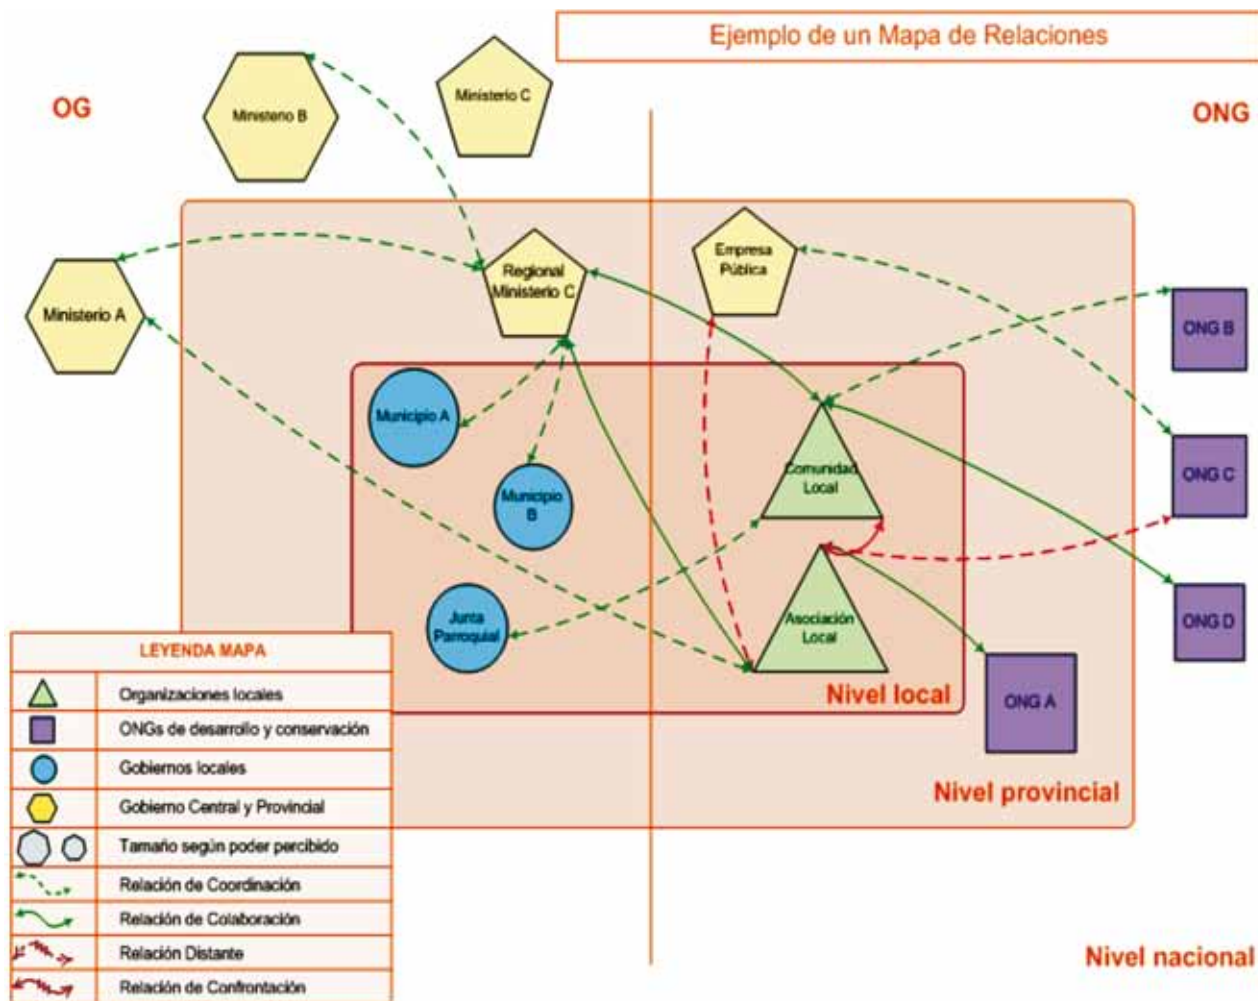 Ejemplo de un Mapa de Relaciones
OG
ONG
Ministerio B
Ministerio C
Ministerio A
Regional
Ministerio C
Empresa
Pública
ONG B
ONG C
ONG D
ONG A
Municipio A
Municipio
B
Junta
Parroquial
Comunidad
Local
Asociación
Local
Nivel local
Nivel provincial
Nivel nacional
LEYENDA MAPA
Organizaciones locales
ONGs de desarrollo y conservación
Gobiernos locales
Gobierno Central y Provincial
Tamaño según poder percibido
Relación de Coordinación
Relación de Colaboración
Relación Distante
Relación de Confrontación